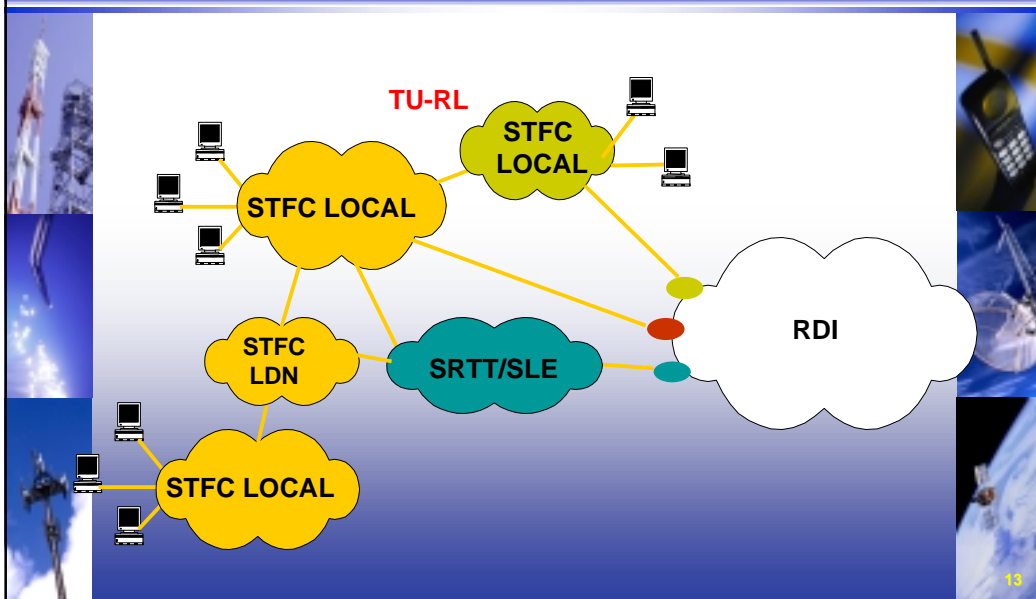 TU-RL
STFC
LOCAL
STFC LOCAL
RDI
STFC
LDN
SRTT/SLE
STFC LOCAL
13